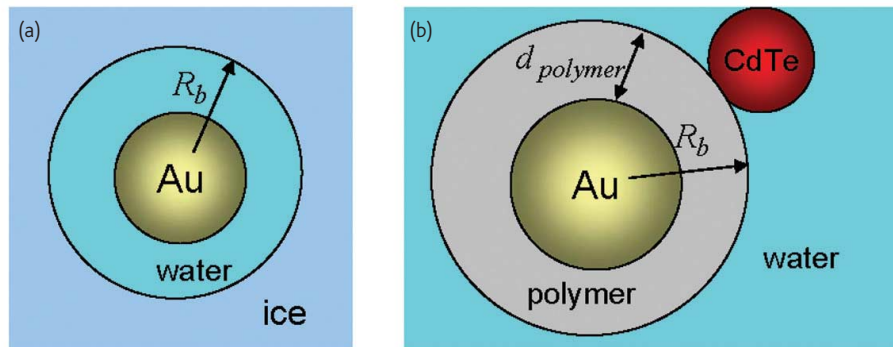 (a)
R_b
Au
water
ice
(b)
d_polymer
CdTe
R_b
Au
water
polymer